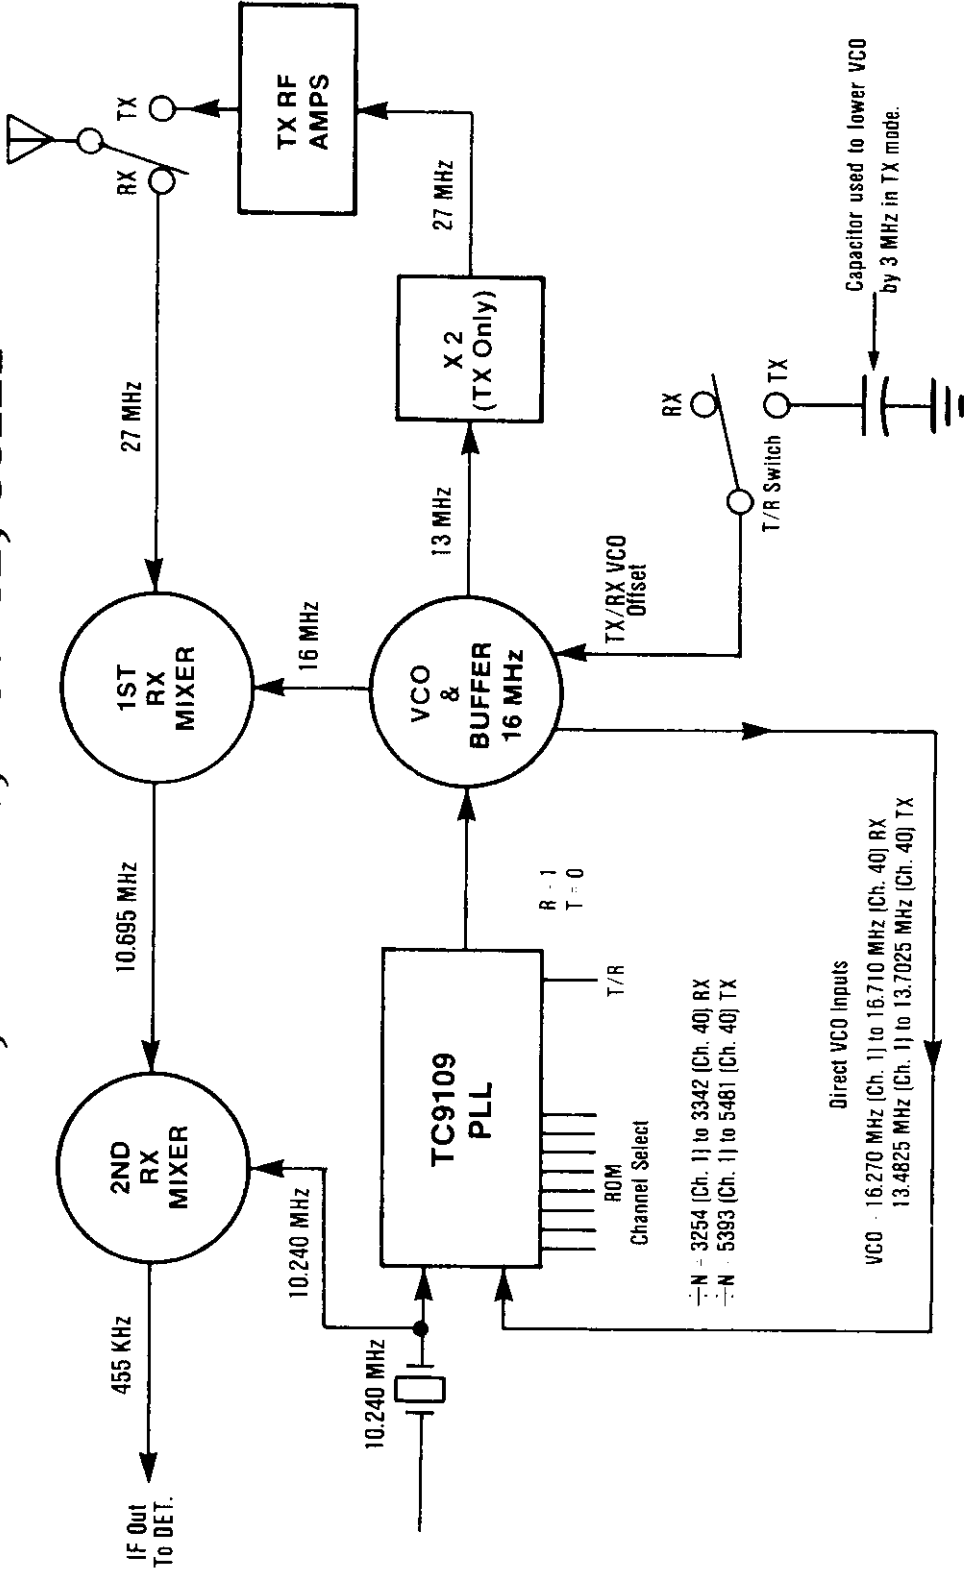 IF Out
To DET.
455 KHz
2ND
RX
MIXER
10.695 MHz
1ST
RX
MIXER
27 MHz
RX
TX
TX RF
AMPS
10.240 MHz
10.240 MHz
TC9109
PLL
ROM
Channel Select
T/R
R - 1
T = 0
VCO
&
BUFFER
16 MHz
16 MHz
13 MHz
X 2
(TX Only)
27 MHz
TX/RX VCO
Offset
RX
TX
T/R Switch
Capacitor used to lower VCO
by 3 MHz in TX mode.
÷N - 3254 (Ch. 1) to 3342 (Ch. 40) RX
÷N - 5393 (Ch. 1) to 5481 (Ch. 40) TX
Direct VCO Inputs
VCO - 16.270 MHz (Ch. 1) to 16.710 MHz (Ch. 40) RX
13.4825 MHz (Ch. 1) to 13.7025 MHz (Ch. 40) TX